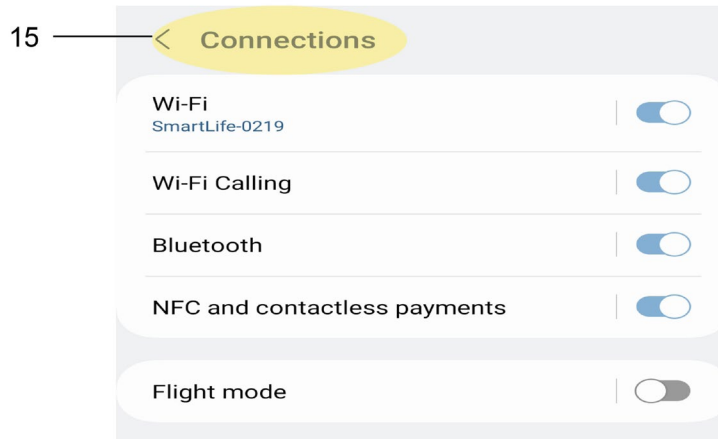 15
Connections
Wi-Fi
SmartLife-0219
Wi-Fi Calling
Bluetooth
NFC and contactless payments
Flight mode